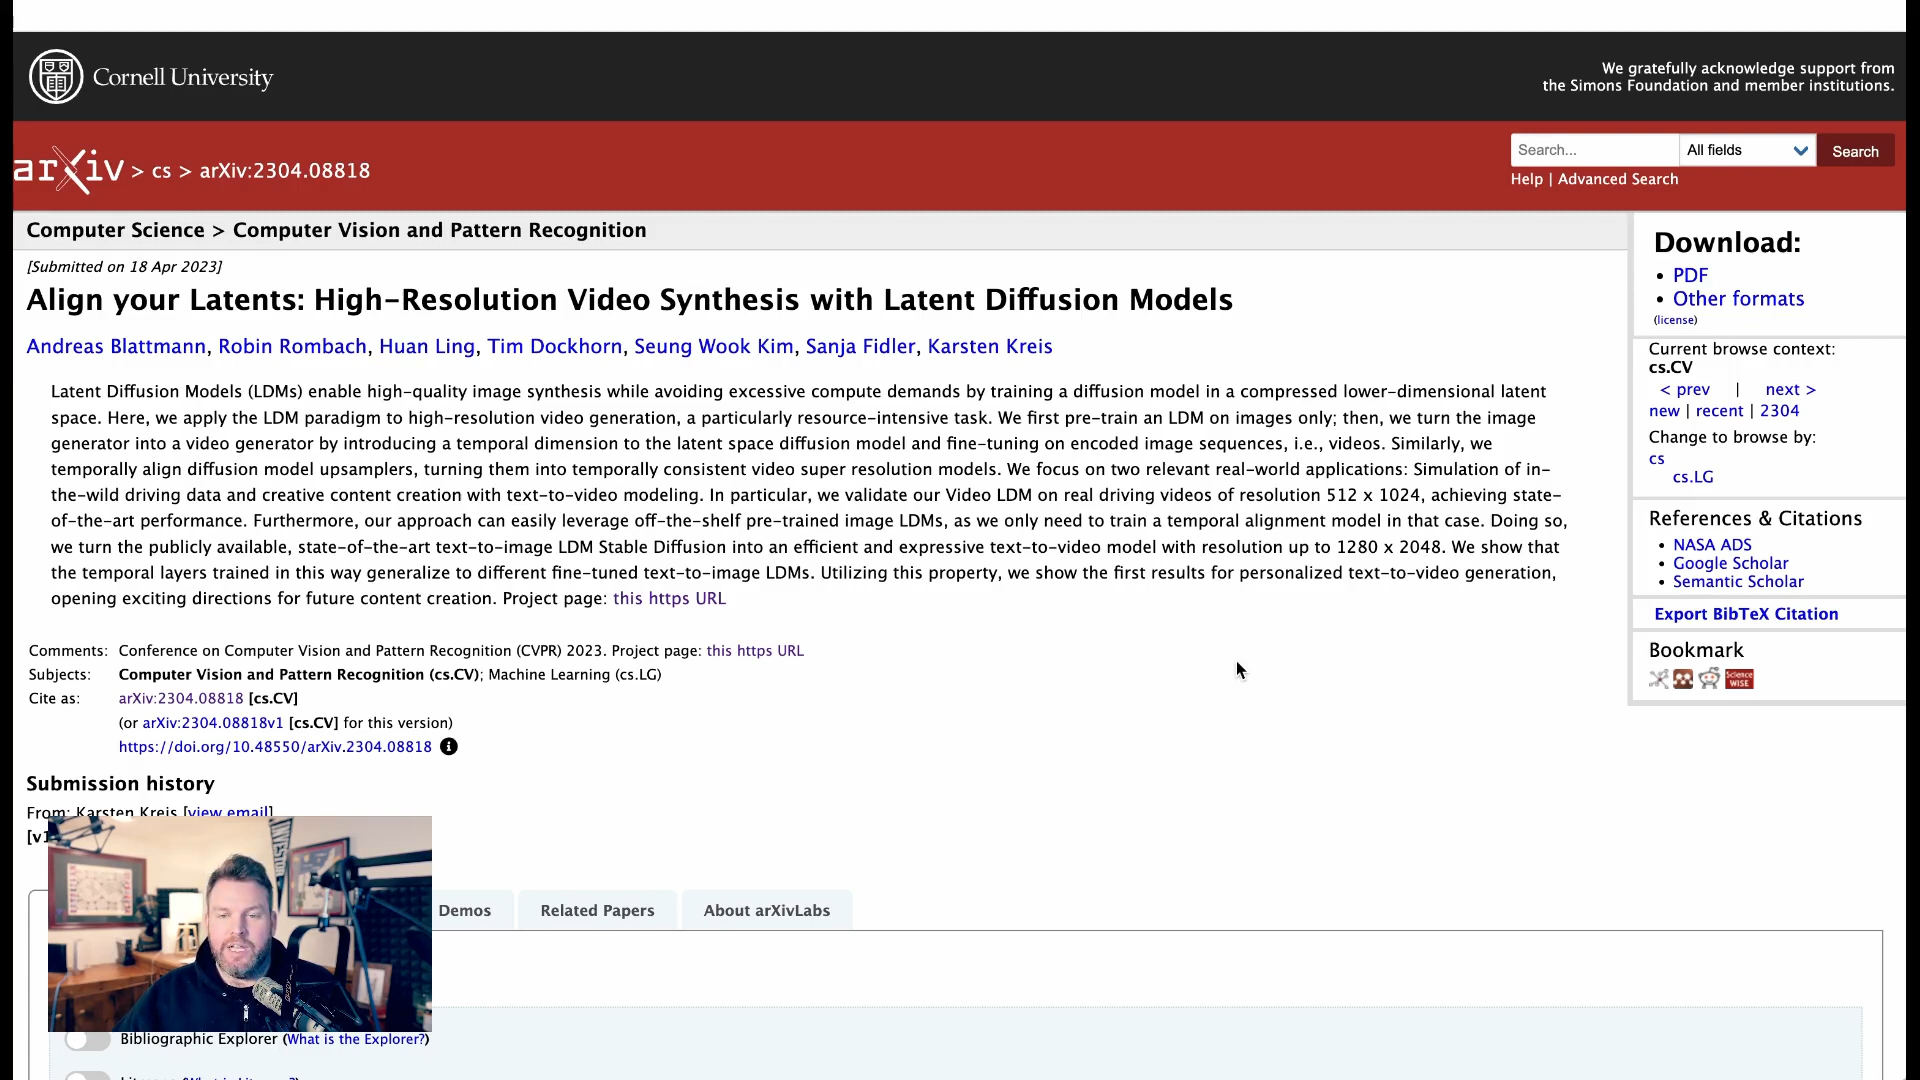 Cornell University
We gratefully acknowledge support from
the Simons Foundation and member institutions.
arXiv > cs > arXiv:2304.08818
Search...
All fields
Search
Help | Advanced Search
Computer Science > Computer Vision and Pattern Recognition
[Submitted on 18 Apr 2023]
Align your Latents: High-Resolution Video Synthesis with Latent Diffusion Models
Andreas Blattmann, Robin Rombach, Huan Ling, Tim Dockhorn, Seung Wook Kim, Sanja Fidler, Karsten Kreis
Latent Diffusion Models (LDMs) enable high-quality image synthesis while avoiding excessive compute demands by training a diffusion model in a compressed lower-dimensional latent
space. Here, we apply the LDM paradigm to high-resolution video generation, a particularly resource-intensive task. We first pre-train an LDM on images only; then, we turn the image
generator into a video generator by introducing a temporal dimension to the latent space diffusion model and fine-tuning on encoded image sequences, i.e., videos. Similarly, we
temporally align diffusion model upsamplers, turning them into temporally consistent video super resolution models. We focus on two relevant real-world applications: Simulation of in-
the-wild driving data and creative content creation with text-to-video modeling. In particular, we validate our Video LDM on real driving videos of resolution 512 x 1024, achieving state-
of-the-art performance. Furthermore, our approach can easily leverage off-the-shelf pre-trained image LDMs, as we only need to train a temporal alignment model in that case. Doing so,
we turn the publicly available, state-of-the-art text-to-image LDM Stable Diffusion into an efficient and expressive text-to-video model with resolution up to 1280 x 2048. We show that
the temporal layers trained in this way generalize to different fine-tuned text-to-image LDMs. Utilizing this property, we show the first results for personalized text-to-video generation,
opening exciting directions for future content creation. Project page: this https URL
Comments: Conference on Computer Vision and Pattern Recognition (CVPR) 2023. Project page: this https URL
Subjects: Computer Vision and Pattern Recognition (cs.CV); Machine Learning (cs.LG)
Cite as: arXiv:2304.08818 [cs.CV]
(or arXiv:2304.08818v1 [cs.CV] for this version)
https://doi.org/10.48550/arXiv.2304.08818
Submission history
From: Karsten Kreis [view email]
[v1
Demos
Related Papers
About arXivLabs
Bibliographic Explorer (What is the Explorer?)
Download:
PDF
Other formats
(license)
Current browse context:
cs.CV
< prev | next >
new | recent | 2304
Change to browse by:
cs
cs.LG
References & Citations
NASA ADS
Google Scholar
Semantic Scholar
Export BibTeX Citation
Bookmark
Science
WISE